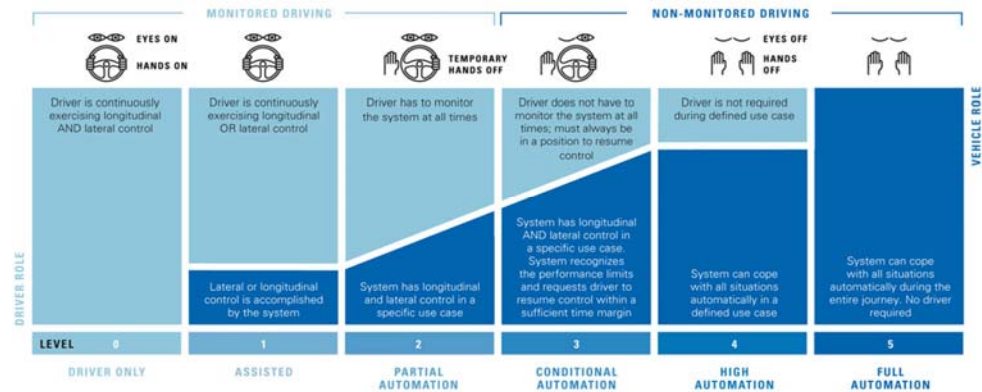 MONITORED DRIVING
NON-MONITORED DRIVING
EYES ON
HANDS ON
TEMPORARY
HANDS OFF
EYES OFF
HANDS
OFF
Driver is continuously
exercising longitudinal
AND lateral control
Driver is continuously
exercising longitudinal
OR lateral control
Driver has to monitor
the system at all times
Driver does not have to
monitor the system at all
times; must always be
in a position to resume
control
Driver is not required
during defined use case
VEHICLE ROLE
DRIVER ROLE
Lateral or longitudinal
control is accomplished
by the system
System has longitudinal
and lateral control in a
specific use case
System has longitudinal
AND lateral control in
a specific use case.
System recognizes
the performance limits
and requests driver to
resume control within a
sufficient time margin
System can cope
with all situations
automatically in a
defined use case
System can cope
with all situations
automatically during the
entire journey. No driver
required
LEVEL 0 1 2 3 4 5
DRIVER ONLY
ASSISTED
PARTIAL
AUTOMATION
CONDITIONAL
AUTOMATION
HIGH
AUTOMATION
FULL
AUTOMATION